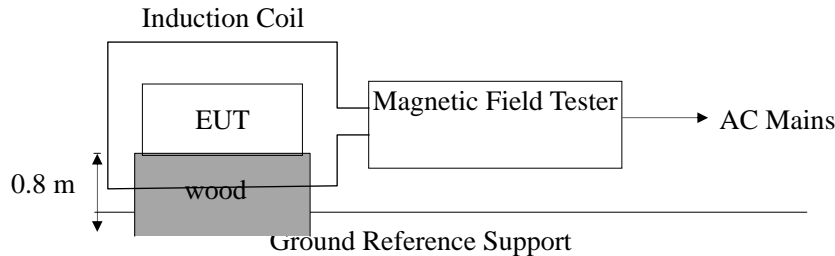 Induction Coil
EUT
Magnetic Field Tester
AC Mains
0.8 m
wood
Ground Reference Support